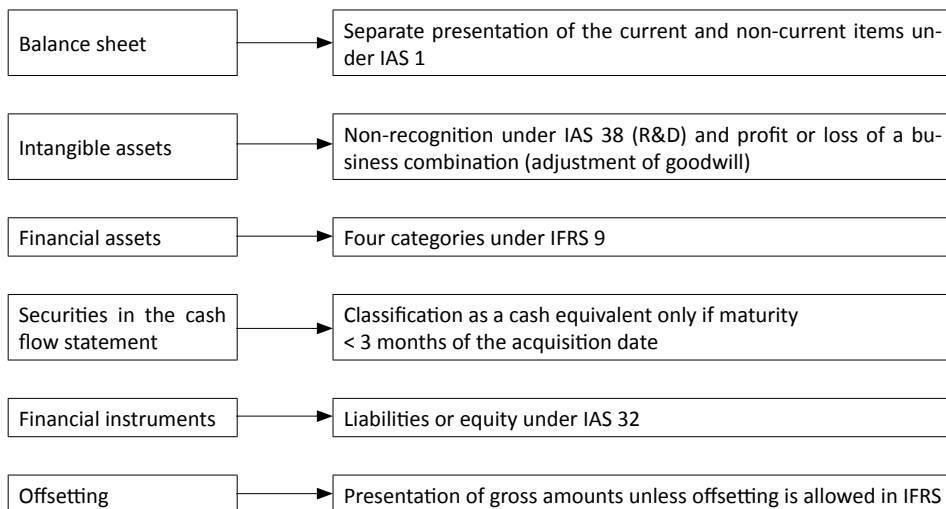 Balance sheet
Separate presentation of the current and non-current items un-
der IAS 1
Intangible assets
Non-recognition under IAS 38 (R&D) and profit or loss of a bu-
siness combination (adjustment of goodwill)
Financial assets
Four categories under IFRS 9
Securities in the cash
flow statement
Classification as a cash equivalent only if maturity
< 3 months of the acquisition date
Financial instruments
Liabilities or equity under IAS 32
Offsetting
Presentation of gross amounts unless offsetting is allowed in IFRS